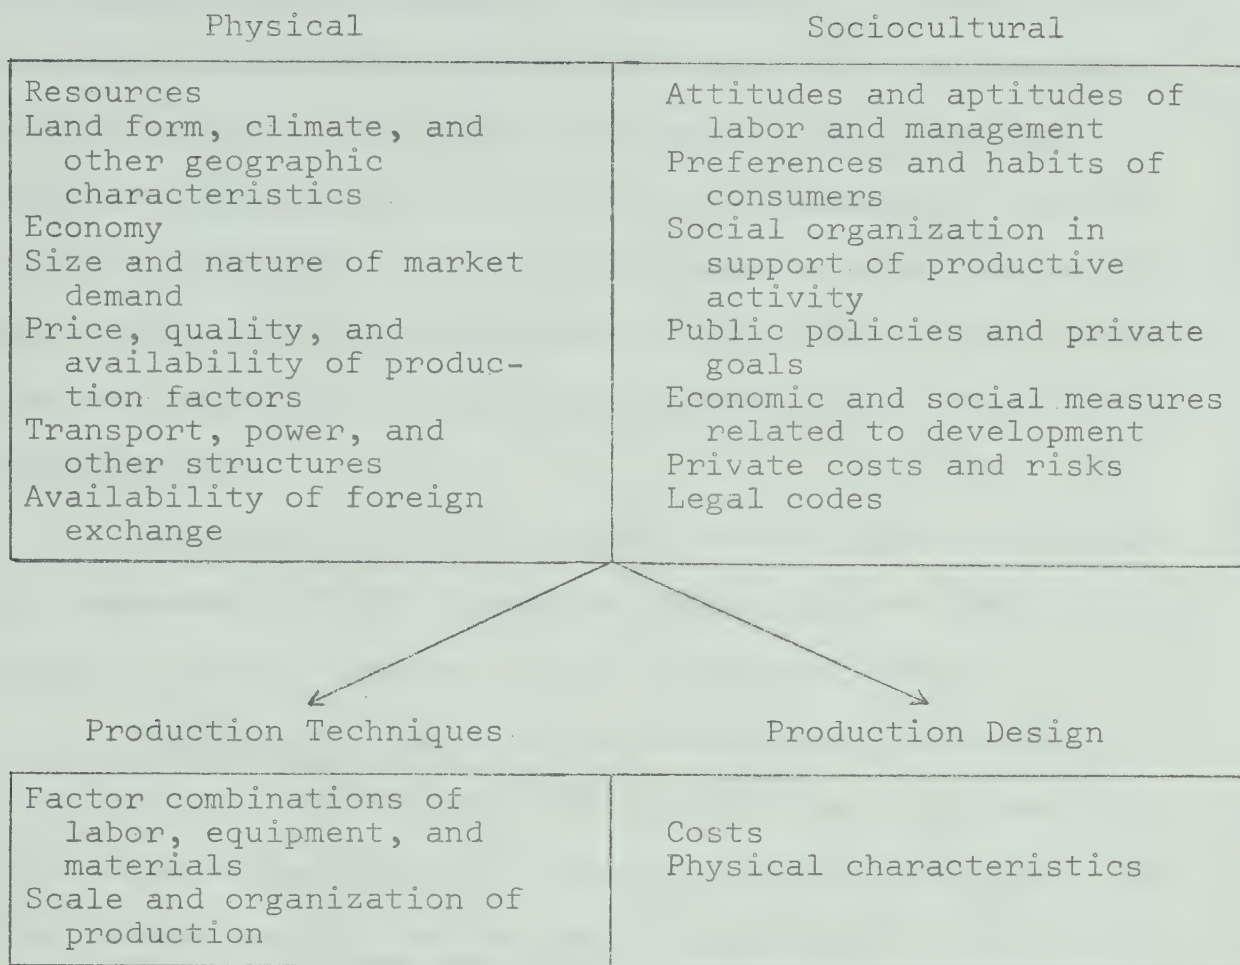 Physical
Sociocultural
Resources
Land form, climate, and
other geographic
characteristics
Economy
Size and nature of market
demand
Price, quality, and
availability of produc-
tion factors
Transport, power, and
other structures
Availability of foreign
exchange
Attitudes and aptitudes of
labor and management
Preferences and habits of
consumers
Social organization in
support of productive
activity
Public policies and private
goals
Economic and social measures
related to development
Private costs and risks
Legal codes
Production Techniques
Production Design
Factor combinations of
labor, equipment, and
materials
Scale and organization of
production
Costs
Physical characteristics